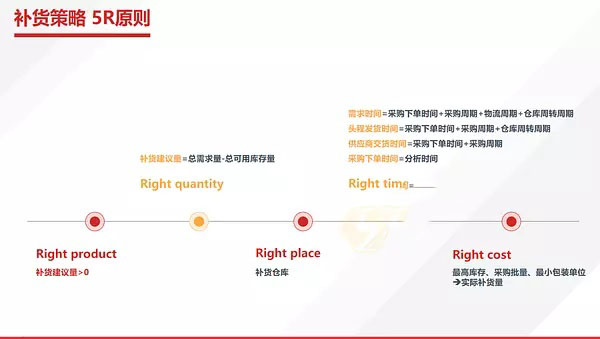 补货策略 5R原则
需求时间=采购下单时间+采购周期+物流周期+仓库周转周期
头程发货时间=采购下单时间+采购周期+仓库周转周期
供应商交货时间=采购下单时间+采购周期
补货建议量=总需求量-总可用库存量
采购下单时间=分析时间
Right quantity
Right time
Right product
Right place
Right cost
补货建议量>0
补货仓库
最高库存、采购批量、最小包装单位
→实际补货量